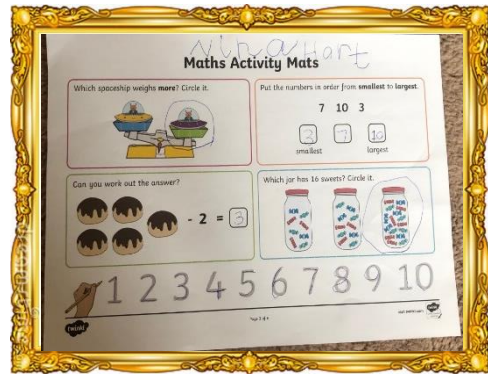 Nina Hart
Maths Activity Mats
Which spaceship weighs more? Circle it.
Put the numbers in order from smallest to largest.
7 10 3
3 7 10
smallest largest
Can you work out the answer?
- 2 = 3
Which jar has 16 sweets? Circle it.
1 2 3 4 5 6 7 8 9 10
twinkl